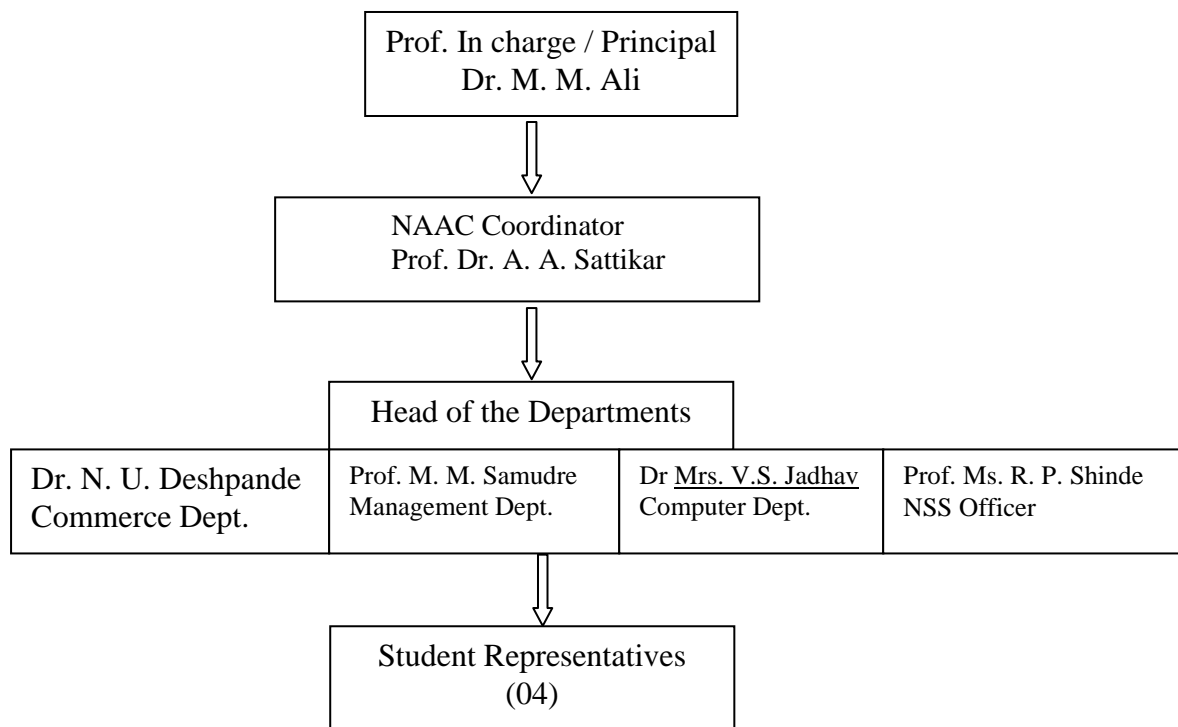 Prof. In charge / Principal
Dr. M. M. Ali
NAAC Coordinator
Prof. Dr. A. A. Sattikar
Head of the Departments
Dr. N. U. Deshpande
Commerce Dept.
Prof. M. M. Samudre
Management Dept.
Dr Mrs. V.S. Jadhav
Computer Dept.
Prof. Ms. R. P. Shinde
NSS Officer
Student Representatives
(04)